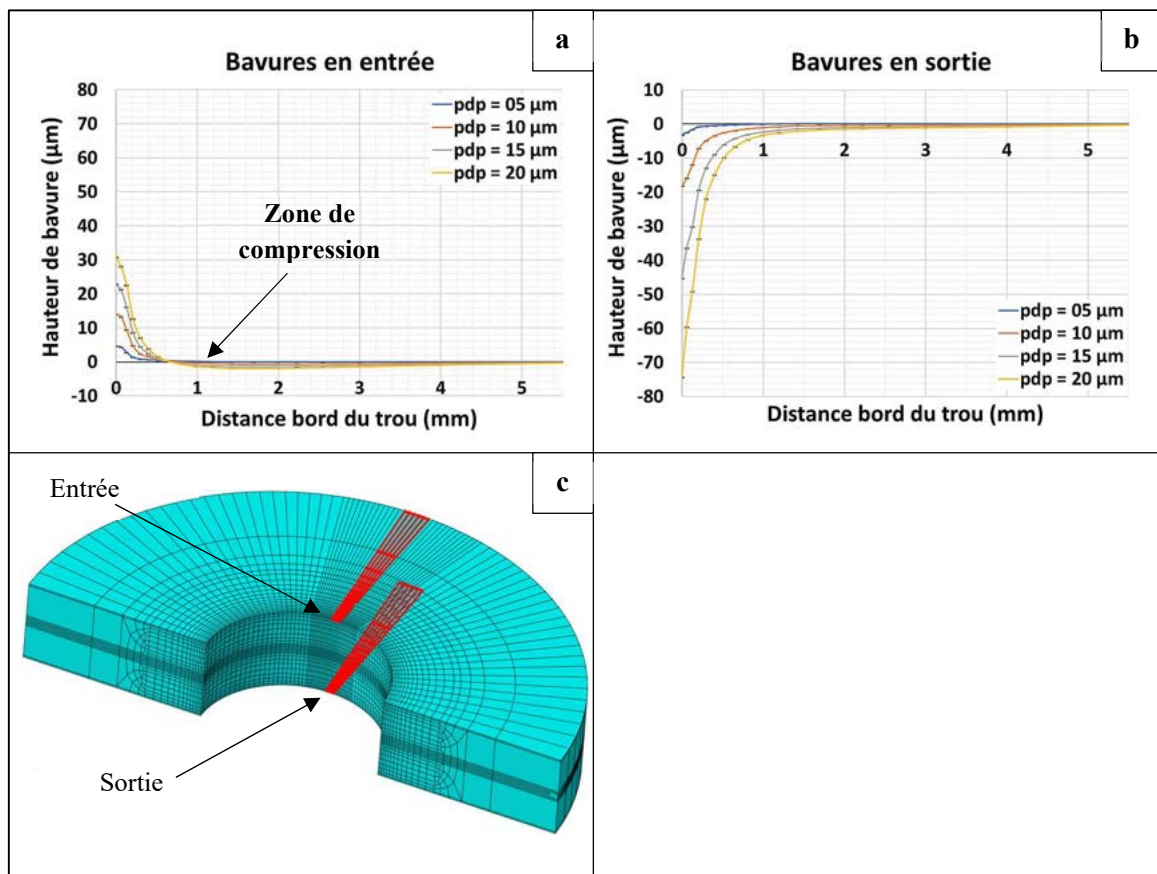 a
Bavures en entrée
80
70
60
50
40
30
20
10
0
-10
Hauteur de bavure (µm)
pdp = 05 µm
pdp = 10 µm
pdp = 15 µm
pdp = 20 µm
Zone de
compression
0 1 2 3 4 5
Distance bord du trou (mm)
b
Bavures en sortie
10
0
-10
-20
-30
-40
-50
-60
-70
-80
Hauteur de bavure (µm)
0 1 2 3 4 5
pdp = 05 µm
pdp = 10 µm
pdp = 15 µm
pdp = 20 µm
Distance bord du trou (mm)
c
Entrée
Sortie